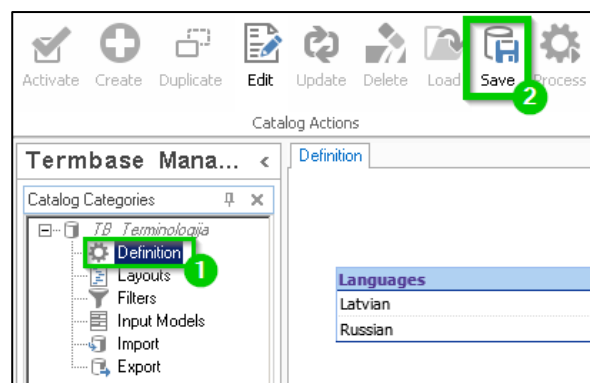 Activate Create Duplicate Edit Update Delete Load Save Process
2
Catalog Actions
Termbase Mana... <
Definition
Catalog Categories
TB Terminologija
Definition
1
Layouts
Filters
Input Models
Import
Export
Languages
Latvian
Russian